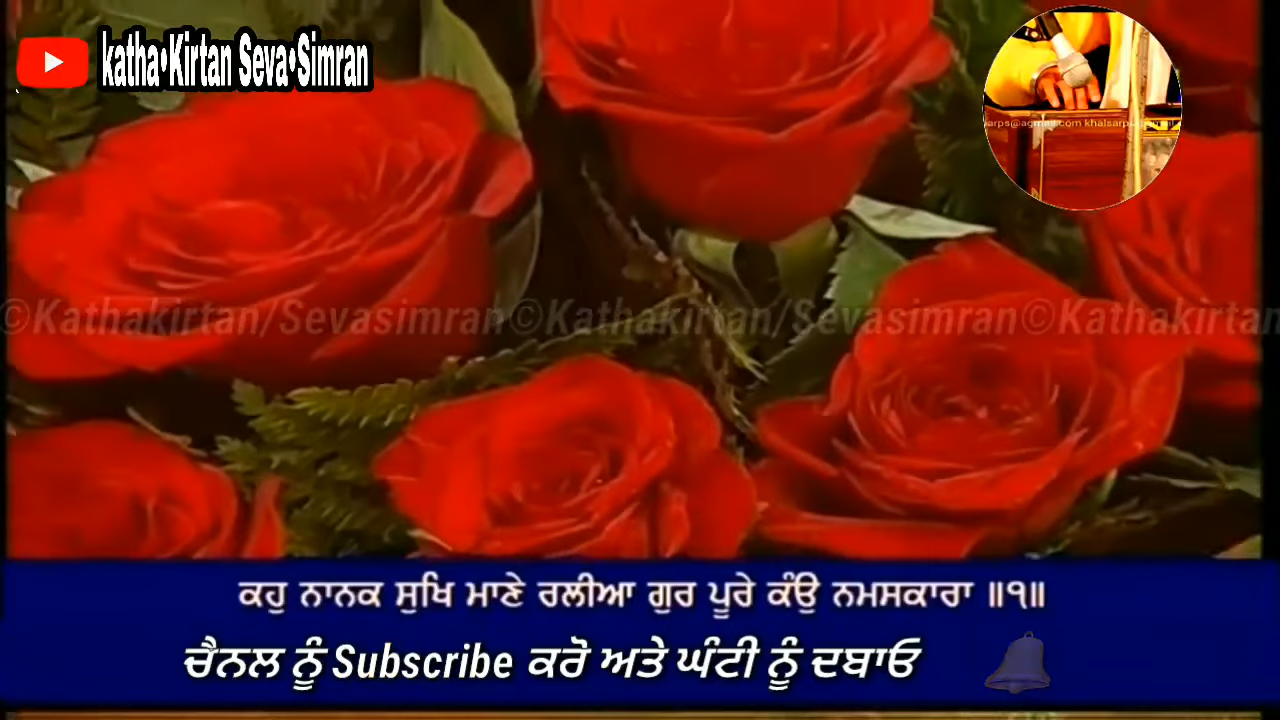 katha•Kirtan Seva•Simran
©Kathakirtan/Sevasimran©Kathakirtan/Sevasimran©Kathakirtan
ਕਹੁ ਨਾਨਕ ਸੁਖਿ ਮਾਣੇ ਰਲੀਆ ਗੁਰ ਪੂਰੇ ਕੰਉ ਨਮਸਕਾਰਾ ॥੧॥
ਚੈਨਲ ਨੂੰ Subscribe ਕਰੋ ਅਤੇ ਘੰਟੀ ਨੂੰ ਦਬਾਓ